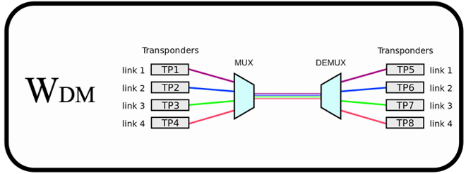 WDM
Transponders
MUX
DEMUX
Transponders
link 1 TP1
link 2 TP2
link 3 TP3
link 4 TP4
TP5 link 1
TP6 link 2
TP7 link 3
TP8 link 4